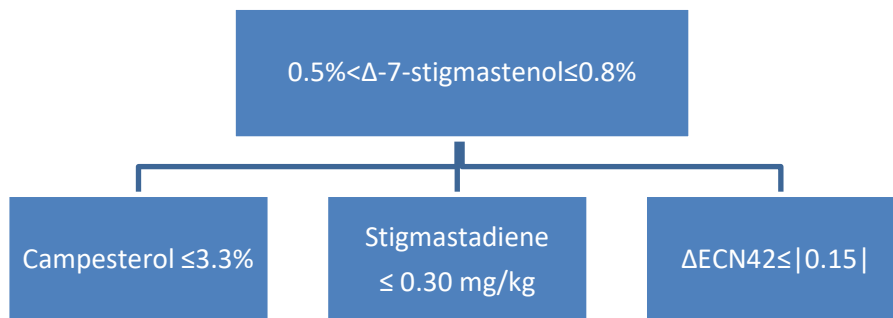 0.5%<Δ-7-stigmastenol≤0.8%
Campesterol ≤3.3%
Stigmastadiene
≤ 0.30 mg/kg
ΔECN42≤|0.15|